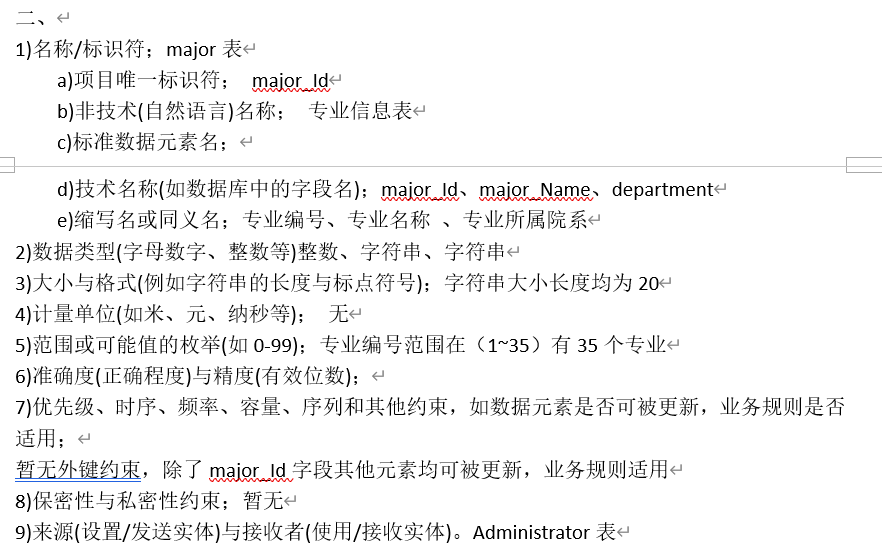 二、
1)名称/标识符；major 表
a)项目唯一标识符； major_Id
b)非技术(自然语言)名称； 专业信息表
c)标准数据元素名；
d)技术名称(如数据库中的字段名)；major_Id、major_Name、department
e)缩写名或同义名；专业编号、专业名称 、专业所属院系
2)数据类型(字母数字、整数等)整数、字符串、字符串
3)大小与格式(例如字符串的长度与标点符号)；字符串大小长度均为 20
4)计量单位(如米、元、纳秒等)； 无
5)范围或可能值的枚举(如 0-99)；专业编号范围在（1~35）有 35 个专业
6)准确度(正确程度)与精度(有效位数)；
7)优先级、时序、频率、容量、序列和其他约束，如数据元素是否可被更新，业务规则是否
适用；
暂无外键约束，除了 major_Id 字段其他元素均可被更新，业务规则适用
8)保密性与私密性约束；暂无
9)来源(设置/发送实体)与接收者(使用/接收实体)。Administrator 表